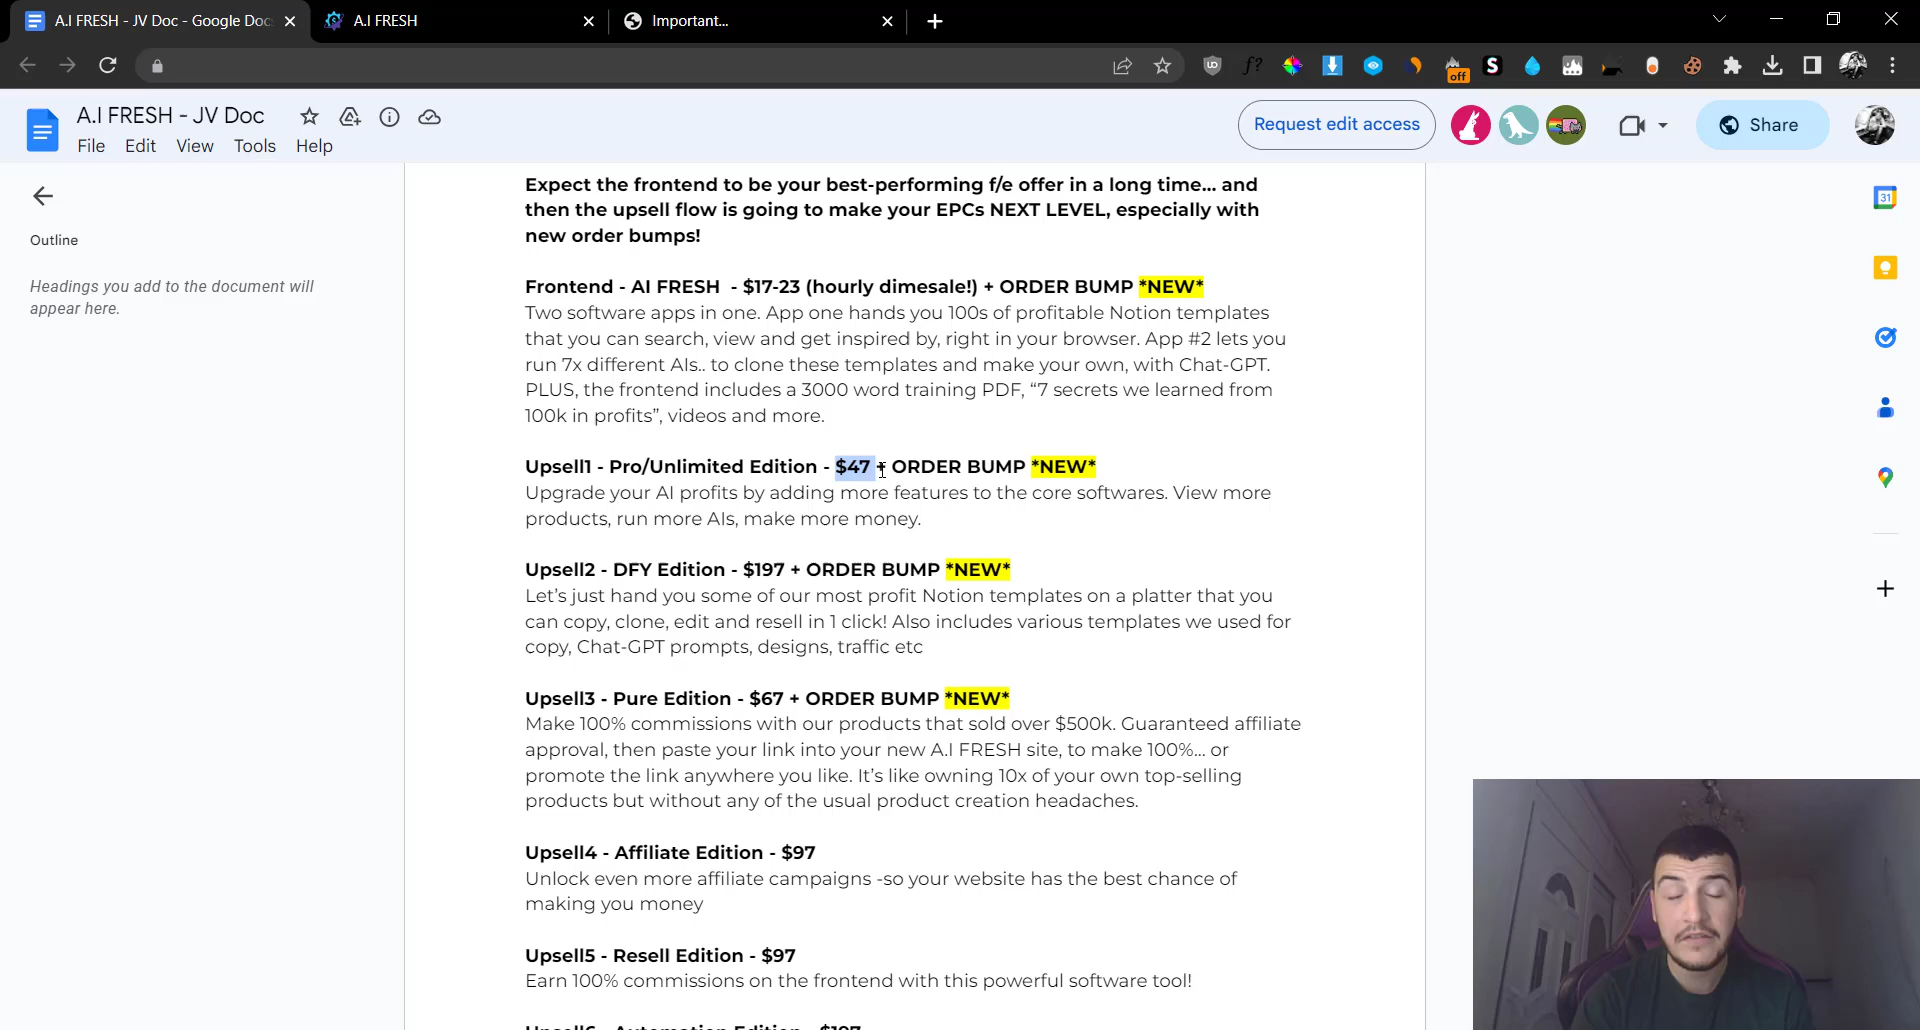 A.I FRESH - JV Doc - Google Doc
A.I FRESH
Important...
off
A.I FRESH - JV Doc
File Edit View Tools Help
Request edit access
Share
Outline
Headings you add to the document will
appear here.
Expect the frontend to be your best-performing f/e offer in a long time... and
then the upsell flow is going to make your EPCs NEXT LEVEL, especially with
new order bumps!
Frontend - AI FRESH - $17-23 (hourly dimesale!) + ORDER BUMP *NEW*
Two software apps in one. App one hands you 100s of profitable Notion templates
that you can search, view and get inspired by, right in your browser. App #2 lets you
run 7x different AIs.. to clone these templates and make your own, with Chat-GPT.
PLUS, the frontend includes a 3000 word training PDF, “7 secrets we learned from
100k in profits”, videos and more.
Upsell1 - Pro/Unlimited Edition - $47 + ORDER BUMP *NEW*
Upgrade your AI profits by adding more features to the core softwares. View more
products, run more AIs, make more money.
Upsell2 - DFY Edition - $197 + ORDER BUMP *NEW*
Let’s just hand you some of our most profit Notion templates on a platter that you
can copy, clone, edit and resell in 1 click! Also includes various templates we used for
copy, Chat-GPT prompts, designs, traffic etc
Upsell3 - Pure Edition - $67 + ORDER BUMP *NEW*
Make 100% commissions with our products that sold over $500k. Guaranteed affiliate
approval, then paste your link into your new A.I FRESH site, to make 100%... or
promote the link anywhere you like. It’s like owning 10x of your own top-selling
products but without any of the usual product creation headaches.
Upsell4 - Affiliate Edition - $97
Unlock even more affiliate campaigns -so your website has the best chance of
making you money
Upsell5 - Resell Edition - $97
Earn 100% commissions on the frontend with this powerful software tool!
Upsell6 - Automation Edition - $197
31